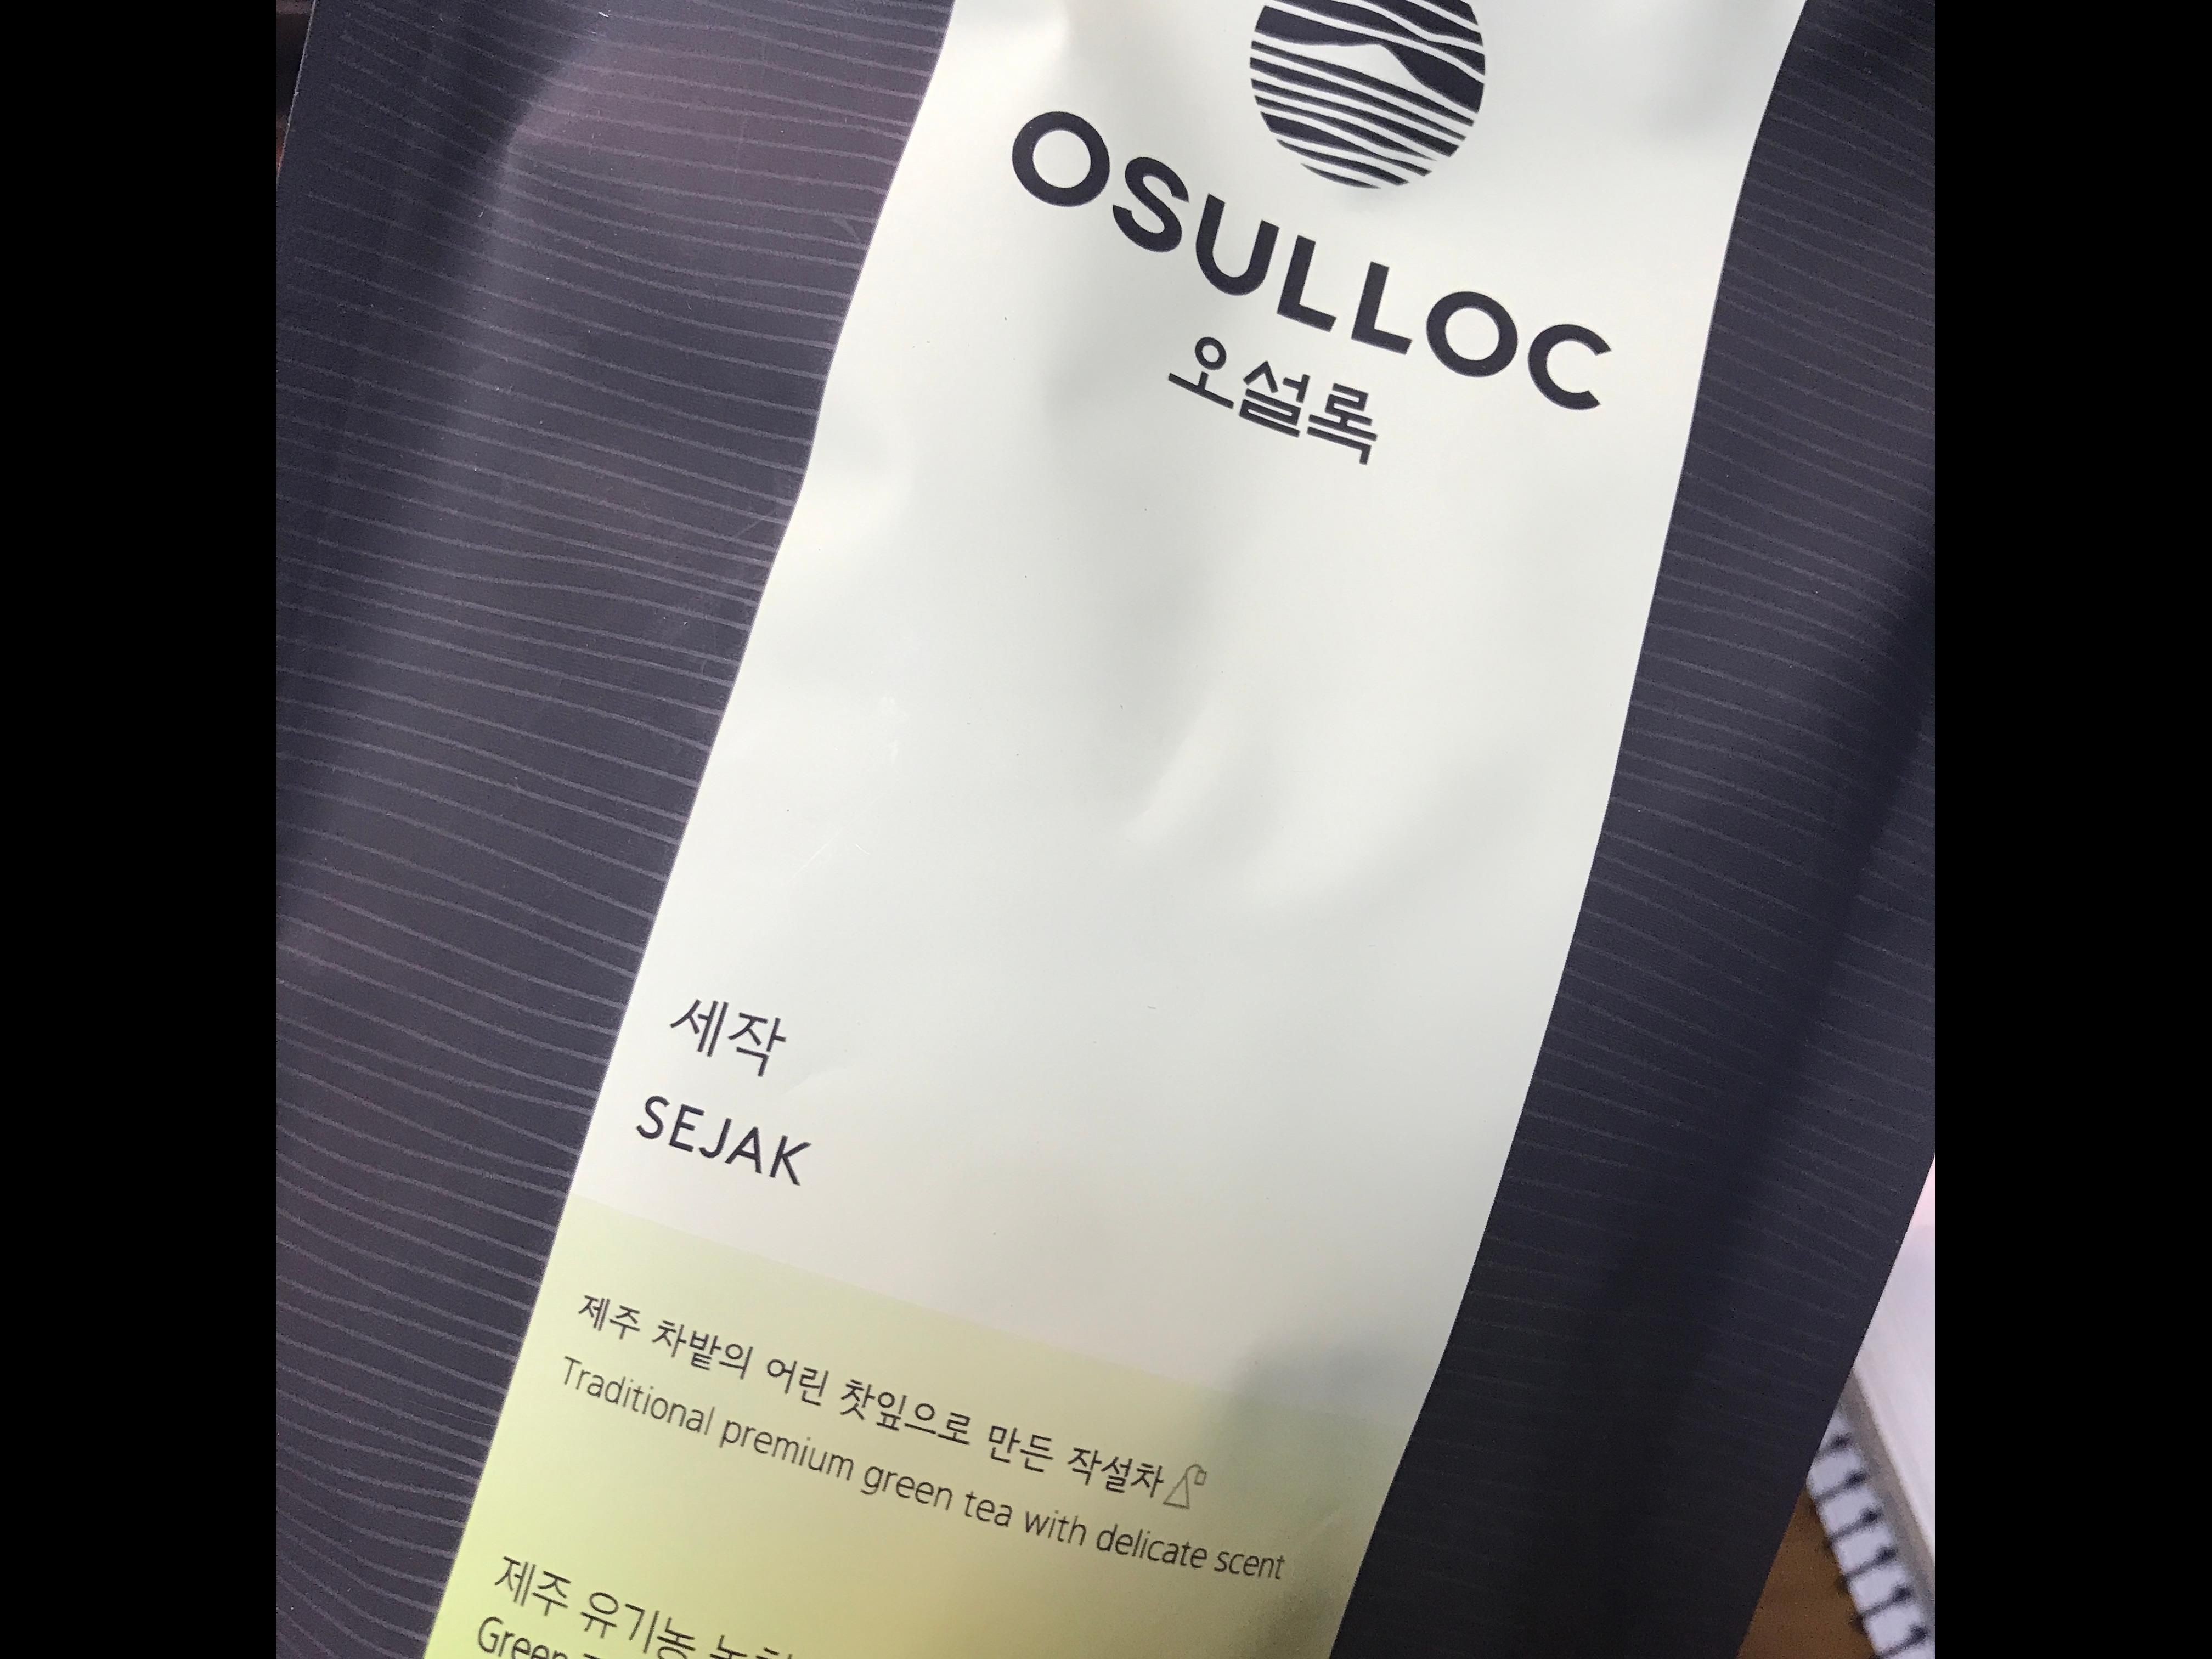 OSULLOC
오설록
세작
SEJAK
제주 차밭의 어린 찻잎으로 만든 작설차
Traditional premium green tea with delicate scent
제주 유기농
Green